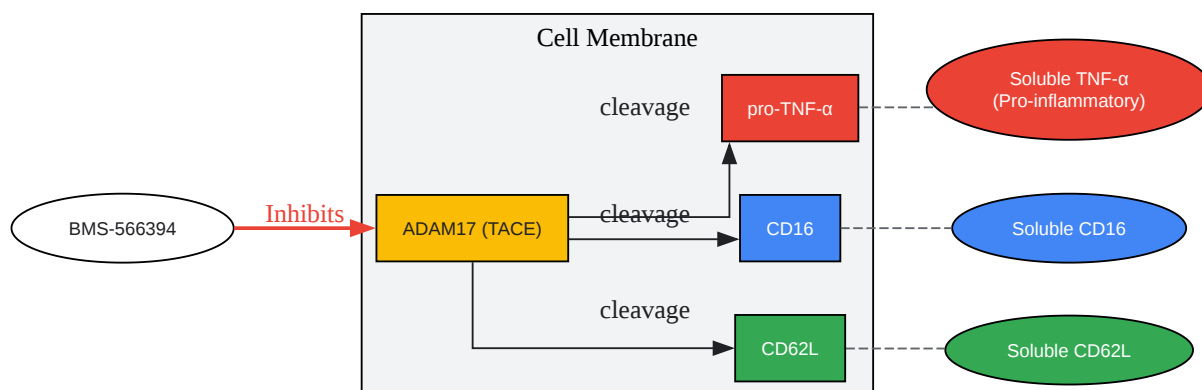 Cell Membrane
Soluble TNF-α
(Pro-inflammatory)
cleavage
pro-TNF-α
BMS-566394
Inhibits
ADAM17 (TACE)
cleavage
CD16
Soluble CD16
cleavage
CD62L
Soluble CD62L